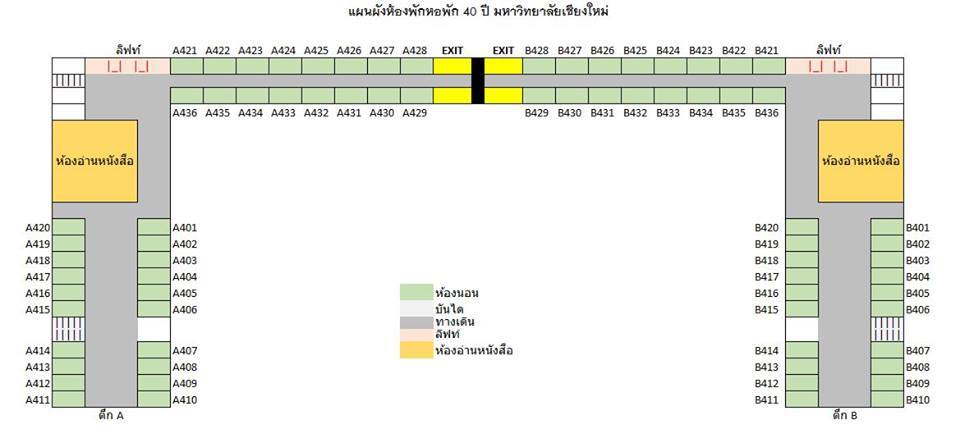 แผนผังห้องพักหอพัก 40 ปี มหาวิทยาลัยเชียงใหม่
ลิฟท์ A421 A422 A423 A424 A425 A426 A427 A428 EXIT EXIT B428 B427 B426 B425 B424 B423 B422 B421 ลิฟท์
A436 A435 A434 A433 A432 A431 A430 A429 B429 B430 B431 B432 B433 B434 B435 B436
ห้องอ่านหนังสือ ห้องอ่านหนังสือ
A420 A401 B420 B401
A419 A402 B419 B402
A418 A403 B418 B403
A417 A404 B417 B404
A416 A405 ห้องนอน B416 B405
A415 A406 บันได B415 B406
ทางเดิน
ลิฟท์
A414 A407 ห้องอ่านหนังสือ B414 B407
A413 A408 B413 B408
A412 A409 B412 B409
A411 A410 B411 B410
ตึก A ตึก B